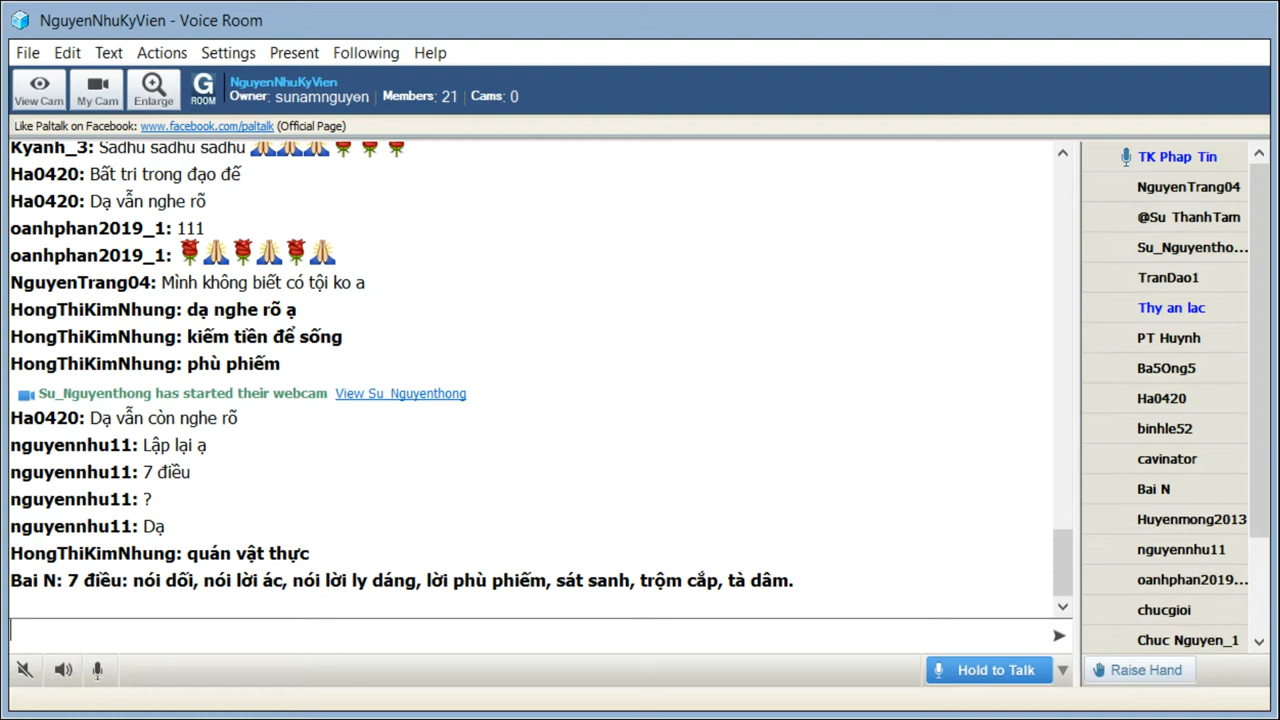 NguyenNhuKyVien - Voice Room
File Edit Text Actions Settings Present Following Help
View Cam
My Cam
Enlarge
G ROOM
NguyenNhuKyVien
Owner: sunamnguyen | Members: 21 | Cams: 0
Like Paltalk on Facebook: www.facebook.com/paltalk (Official Page)
Kyanh_3: Sadhu sadhu sadhu 🙏🙏🙏🌹🌹🌹
Ha0420: Bất tri trong đạo đế
Ha0420: Dạ vẫn nghe rõ
oanhphan2019_1: 111
oanhphan2019_1: 🌹🙏🌹🙏🌹🙏
NguyenTrang04: Mình không biết có tội ko a
HongThiKimNhung: dạ nghe rõ ạ
HongThiKimNhung: kiếm tiền để sống
HongThiKimNhung: phù phiếm
Su_Nguyenthong has started their webcam View Su_Nguyenthong
Ha0420: Dạ vẫn còn nghe rõ
nguyennhu11: Lập lại ạ
nguyennhu11: 7 điều
nguyennhu11: ?
nguyennhu11: Dạ
HongThiKimNhung: quán vật thực
Bai N: 7 điều: nói dối, nói lời ác, nói lời ly dáng, lời phù phiếm, sát sanh, trộm cắp, tà dâm.
Hold to Talk
TK Phap Tin
NguyenTrang04
@Su ThanhTam
Su_Nguyentho...
TranDao1
Thy an lac
PT Huynh
Ba5Ong5
Ha0420
binhle52
cavinator
Bai N
Huyenmong2013
nguyennhu11
oanhphan2019...
chucgioi
Chuc Nguyen_1
Raise Hand